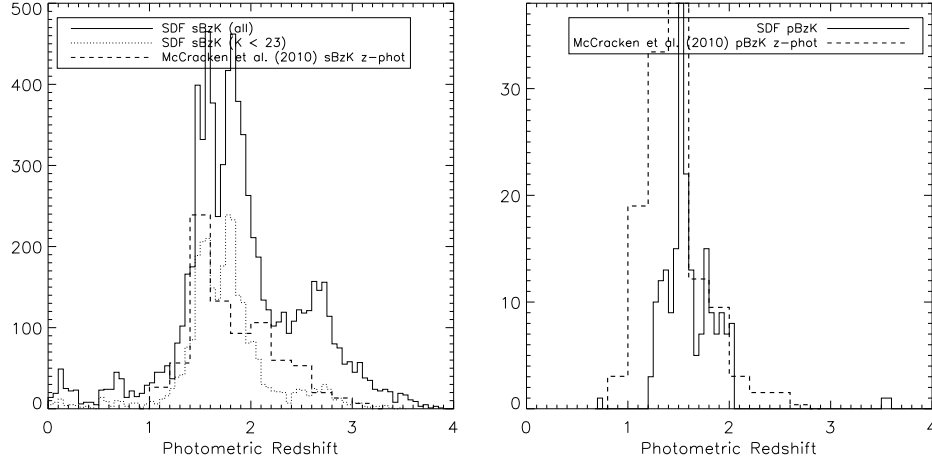 500
400
300
200
100
0
SDF sBzK (all)
SDF sBzK (K < 23)
McCracken et al. (2010) sBzK z-phot
0 1 2 3 4
Photometric Redshift
30
20
10
0
SDF pBzK
McCracken et al. (2010) pBzK z-phot
0 1 2 3 4
Photometric Redshift